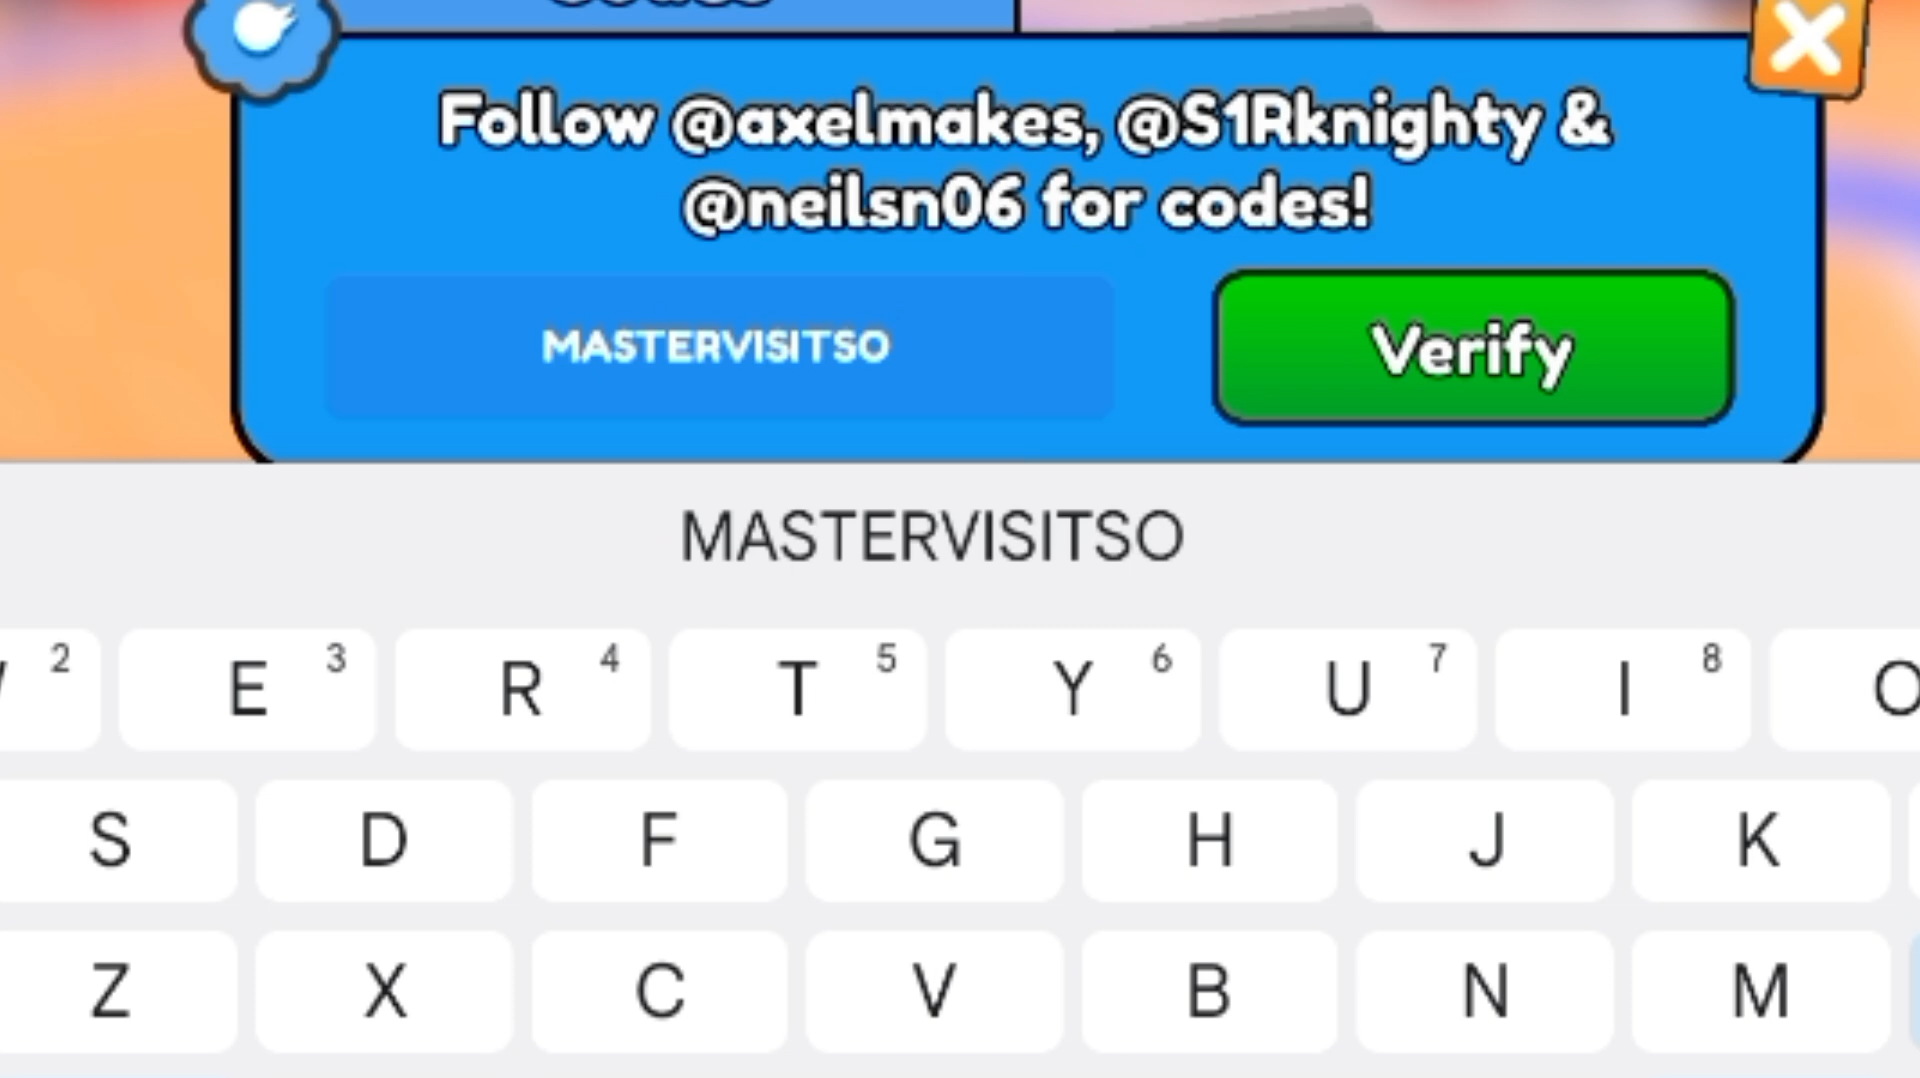 Follow @axelmakes, @S1Rknighty &
@neilsn06 for codes!
MASTERVISITSO
Verify
MASTERVISITSO
2 E 3 R 4 T 5 Y 6 U 7 I 8 O
S D F G H J K
Z X C V B N M